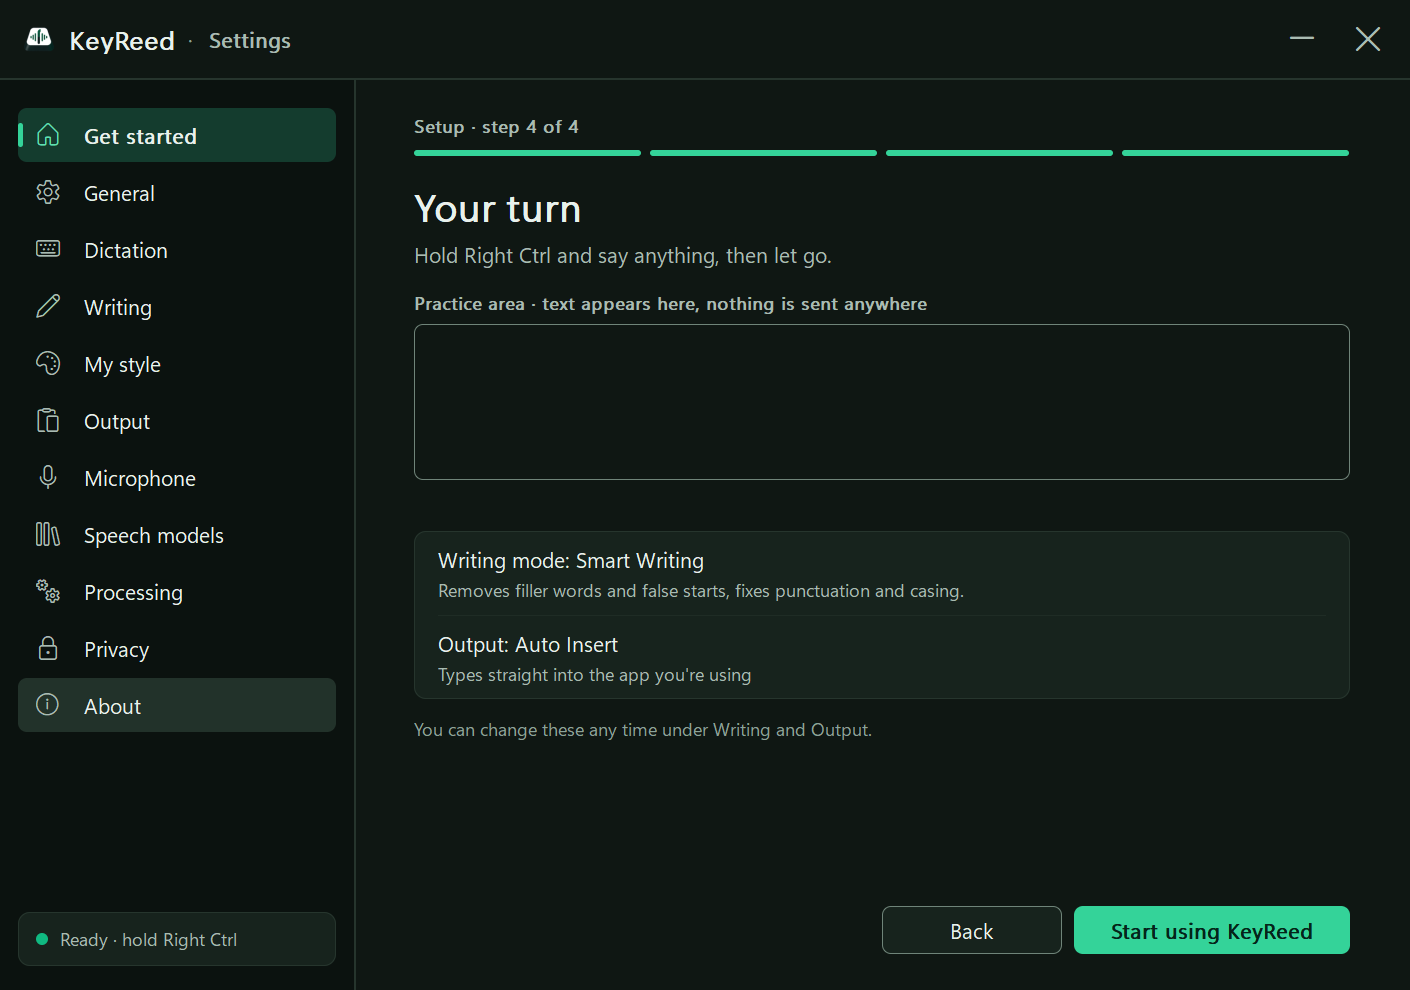 KeyReed · Settings
Get started
General
Dictation
Writing
My style
Output
Microphone
Speech models
Processing
Privacy
About
Ready · hold Right Ctrl
Setup · step 4 of 4
Your turn
Hold Right Ctrl and say anything, then let go.
Practice area · text appears here, nothing is sent anywhere
Writing mode: Smart Writing
Removes filler words and false starts, fixes punctuation and casing.
Output: Auto Insert
Types straight into the app you're using
You can change these any time under Writing and Output.
Back
Start using KeyReed